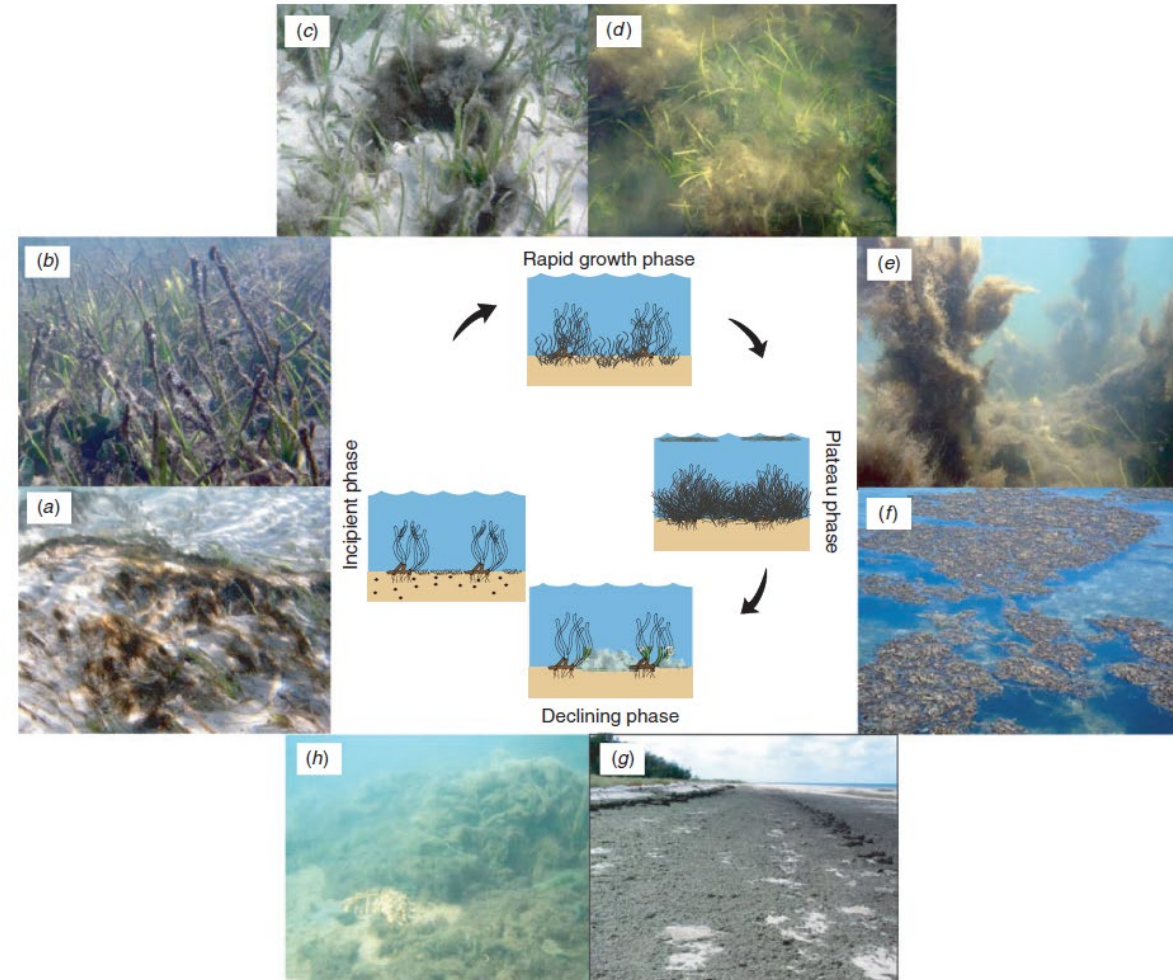 (c)
(d)
(b)
Rapid growth phase
(e)
Incipient phase
Plateau phase
(a)
(f)
Declining phase
(h)
(g)